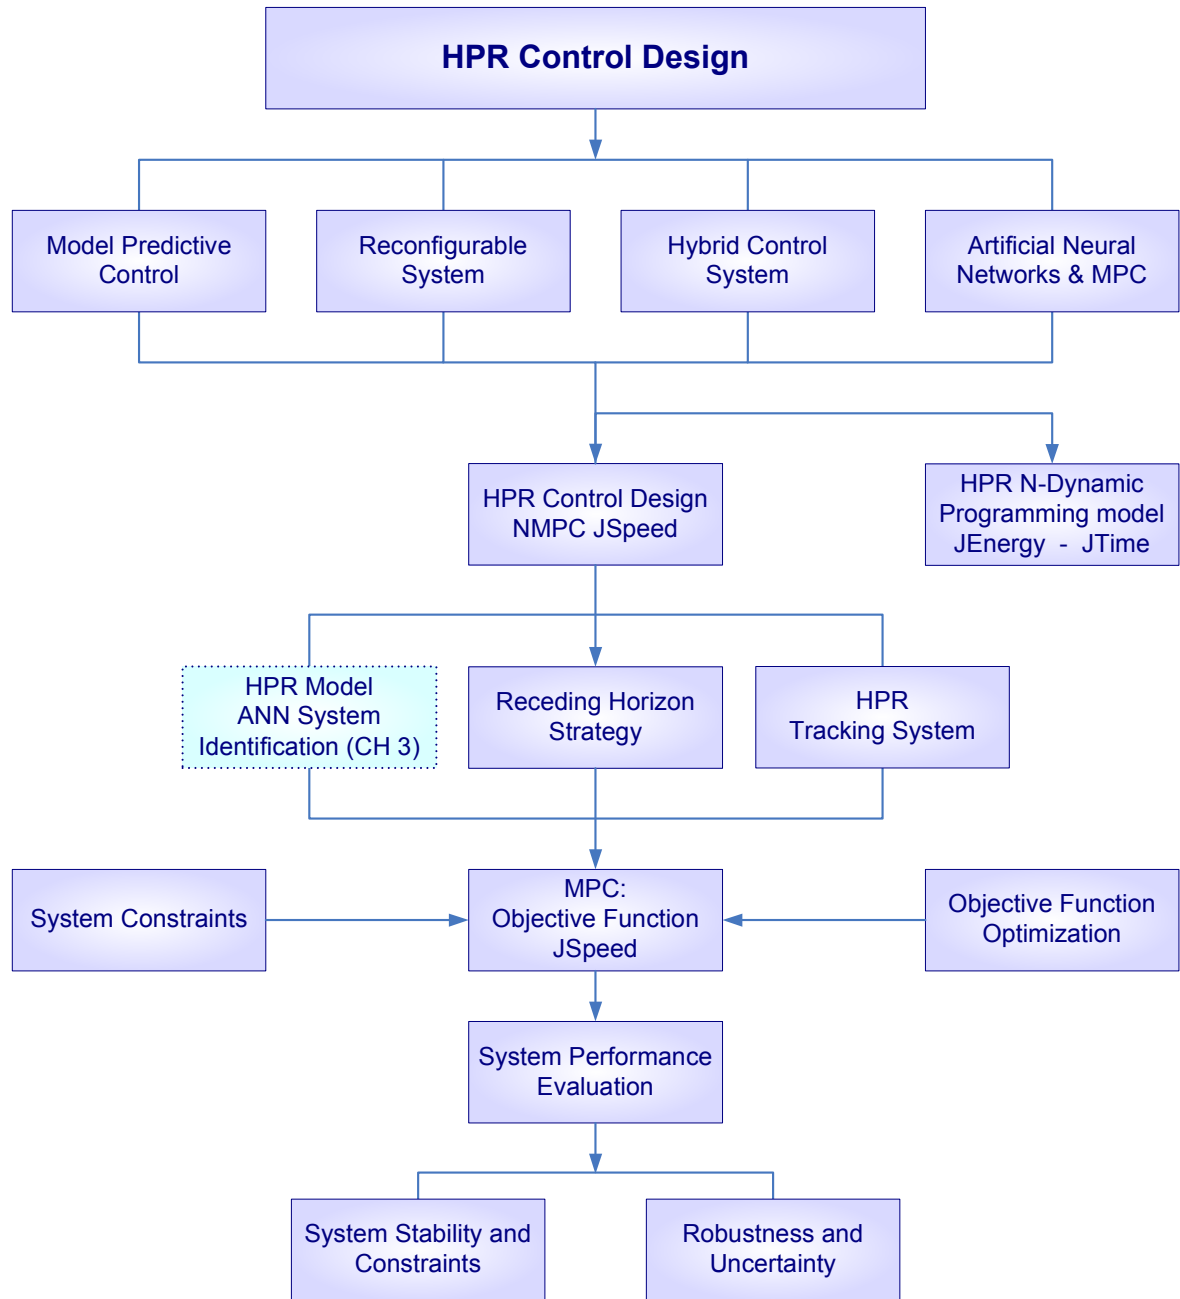 HPR Control Design
Model Predictive
Control
Reconfigurable
System
Hybrid Control
System
Artificial Neural
Networks & MPC
HPR Control Design
NMPC JSpeed
HPR N-Dynamic
Programming model
JEnergy - JTime
HPR Model
ANN System
Identification (CH 3)
Receding Horizon
Strategy
HPR
Tracking System
System Constraints
MPC:
Objective Function
JSpeed
Objective Function
Optimization
System Performance
Evaluation
System Stability and
Constraints
Robustness and
Uncertainty